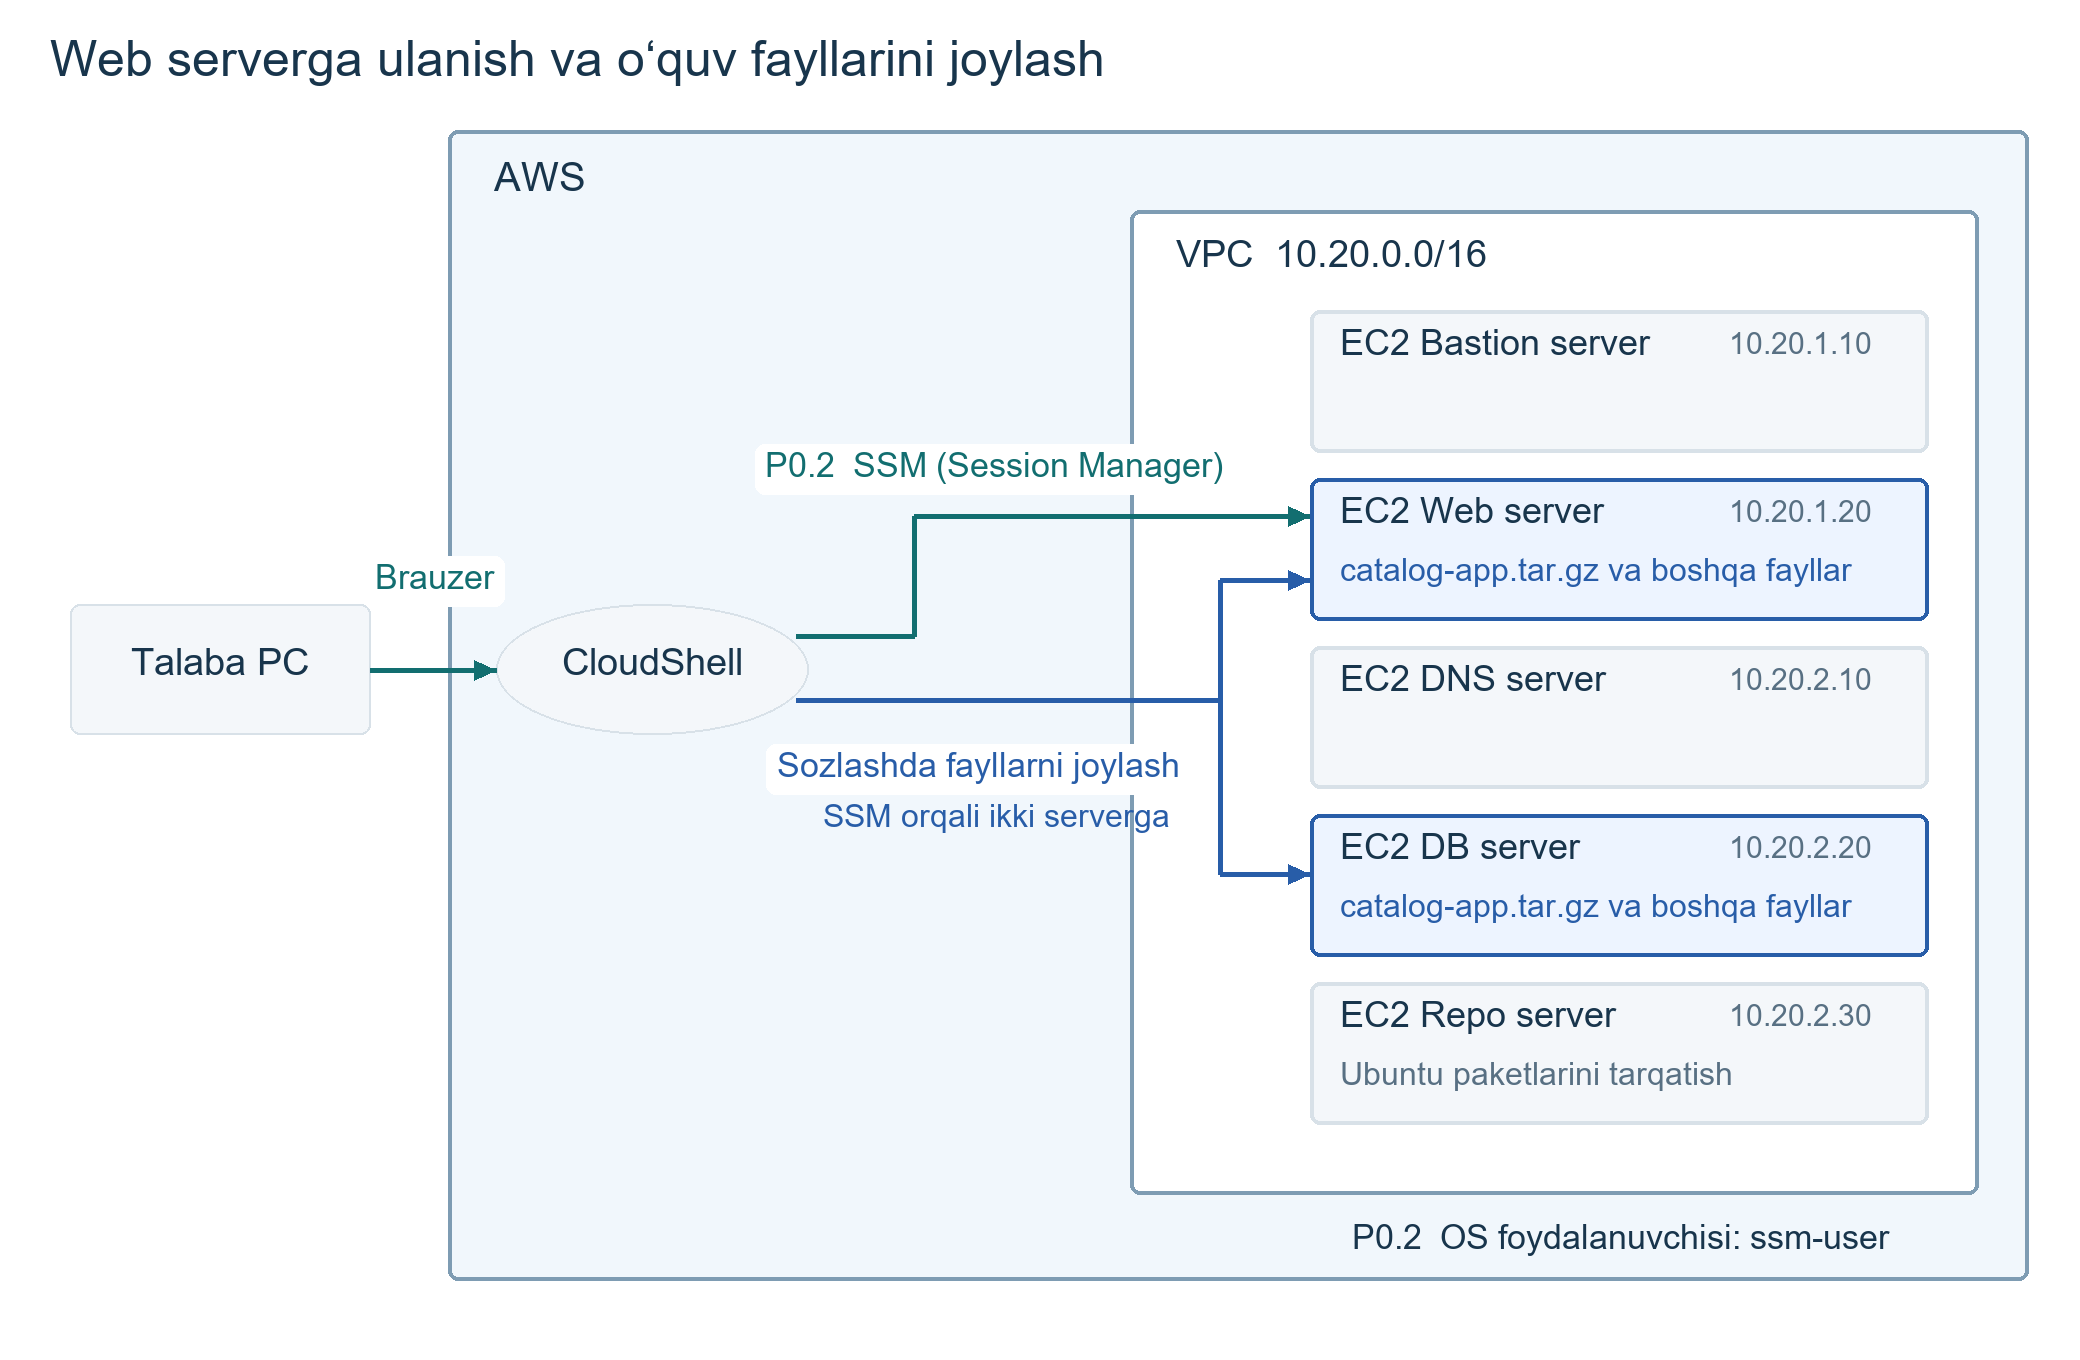 Web serverga ulanish va o‘quv fayllarini joylash
AWS
VPC  10.20.0.0/16
EC2 Bastion server 10.20.1.10
P0.2  SSM (Session Manager)
EC2 Web server 10.20.1.20
catalog-app.tar.gz va boshqa fayllar
Brauzer
Talaba PC
CloudShell
EC2 DNS server 10.20.2.10
Sozlashda fayllarni joylash
SSM orqali ikki serverga
EC2 DB server 10.20.2.20
catalog-app.tar.gz va boshqa fayllar
EC2 Repo server 10.20.2.30
Ubuntu paketlarini tarqatish
P0.2  OS foydalanuvchisi: ssm-user